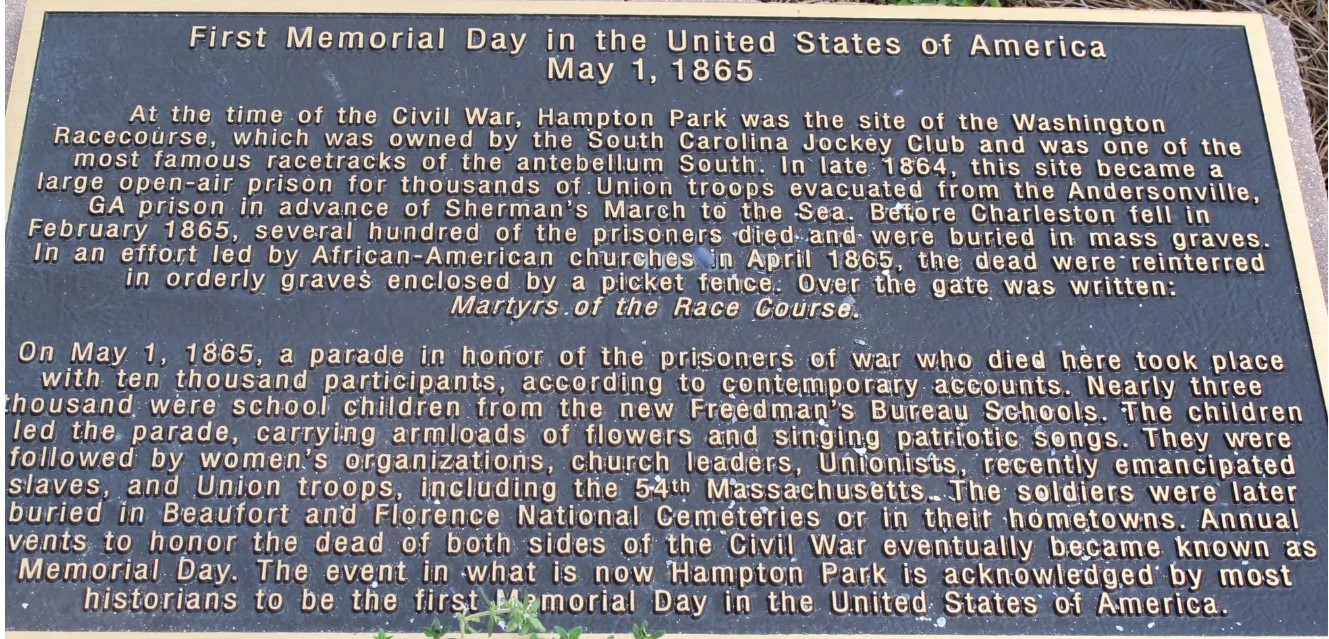 First Memorial Day in the United States of America
May 1, 1865
At the time of the Civil War, Hampton Park was the site of the Washington
Racecourse, which was owned by the South Carolina Jockey Club and was one of the
most famous racetracks of the antebellum South. In late 1864, this site became a
large open-air prison for thousands of Union troops evacuated from the Andersonville,
GA prison in advance of Sherman's March to the Sea. Before Charleston fell in
February 1865, several hundred of the prisoners died and were buried in mass graves.
In an effort led by African-American churches in April 1865, the dead were reinterred
in orderly graves enclosed by a picket fence. Over the gate was written:
Martyrs of the Race Course.
On May 1, 1865, a parade in honor of the prisoners of war who died here took place
with ten thousand participants, according to contemporary accounts. Nearly three
thousand were school children from the new Freedman's Bureau Schools. The children
led the parade, carrying armloads of flowers and singing patriotic songs. They were
followed by women's organizations, church leaders, Unionists, recently emancipated
slaves, and Union troops, including the 54th Massachusetts. The soldiers were later
buried in Beaufort and Florence National Cemeteries or in their hometowns. Annual
vents to honor the dead of both sides of the Civil War eventually became known as
Memorial Day. The event in what is now Hampton Park is acknowledged by most
historians to be the first Memorial Day in the United States of America.